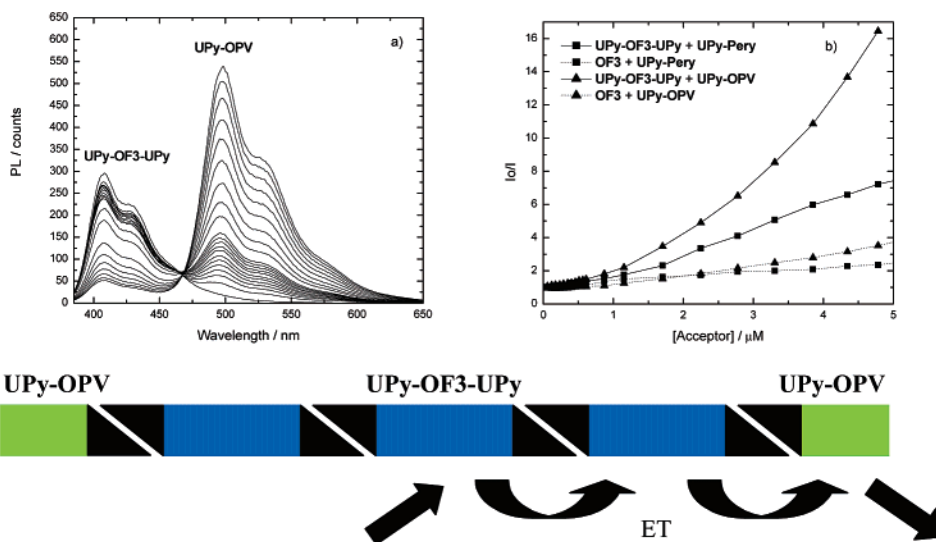 a)
UPy-OPV
UPy-OF3-UPy
PL / counts
650
600
550
500
450
400
350
300
250
200
150
100
50
0
400 450 500 550 600 650
Wavelength / nm
b)
UPy-OF3-UPy + UPy-Pery
OF3 + UPy-Pery
UPy-OF3-UPy + UPy-OPV
OF3 + UPy-OPV
Io/I
16
14
12
10
8
6
4
2
0
0 1 2 3 4 5
[Acceptor] / μM
UPy-OPV UPy-OF3-UPy UPy-OPV
ET